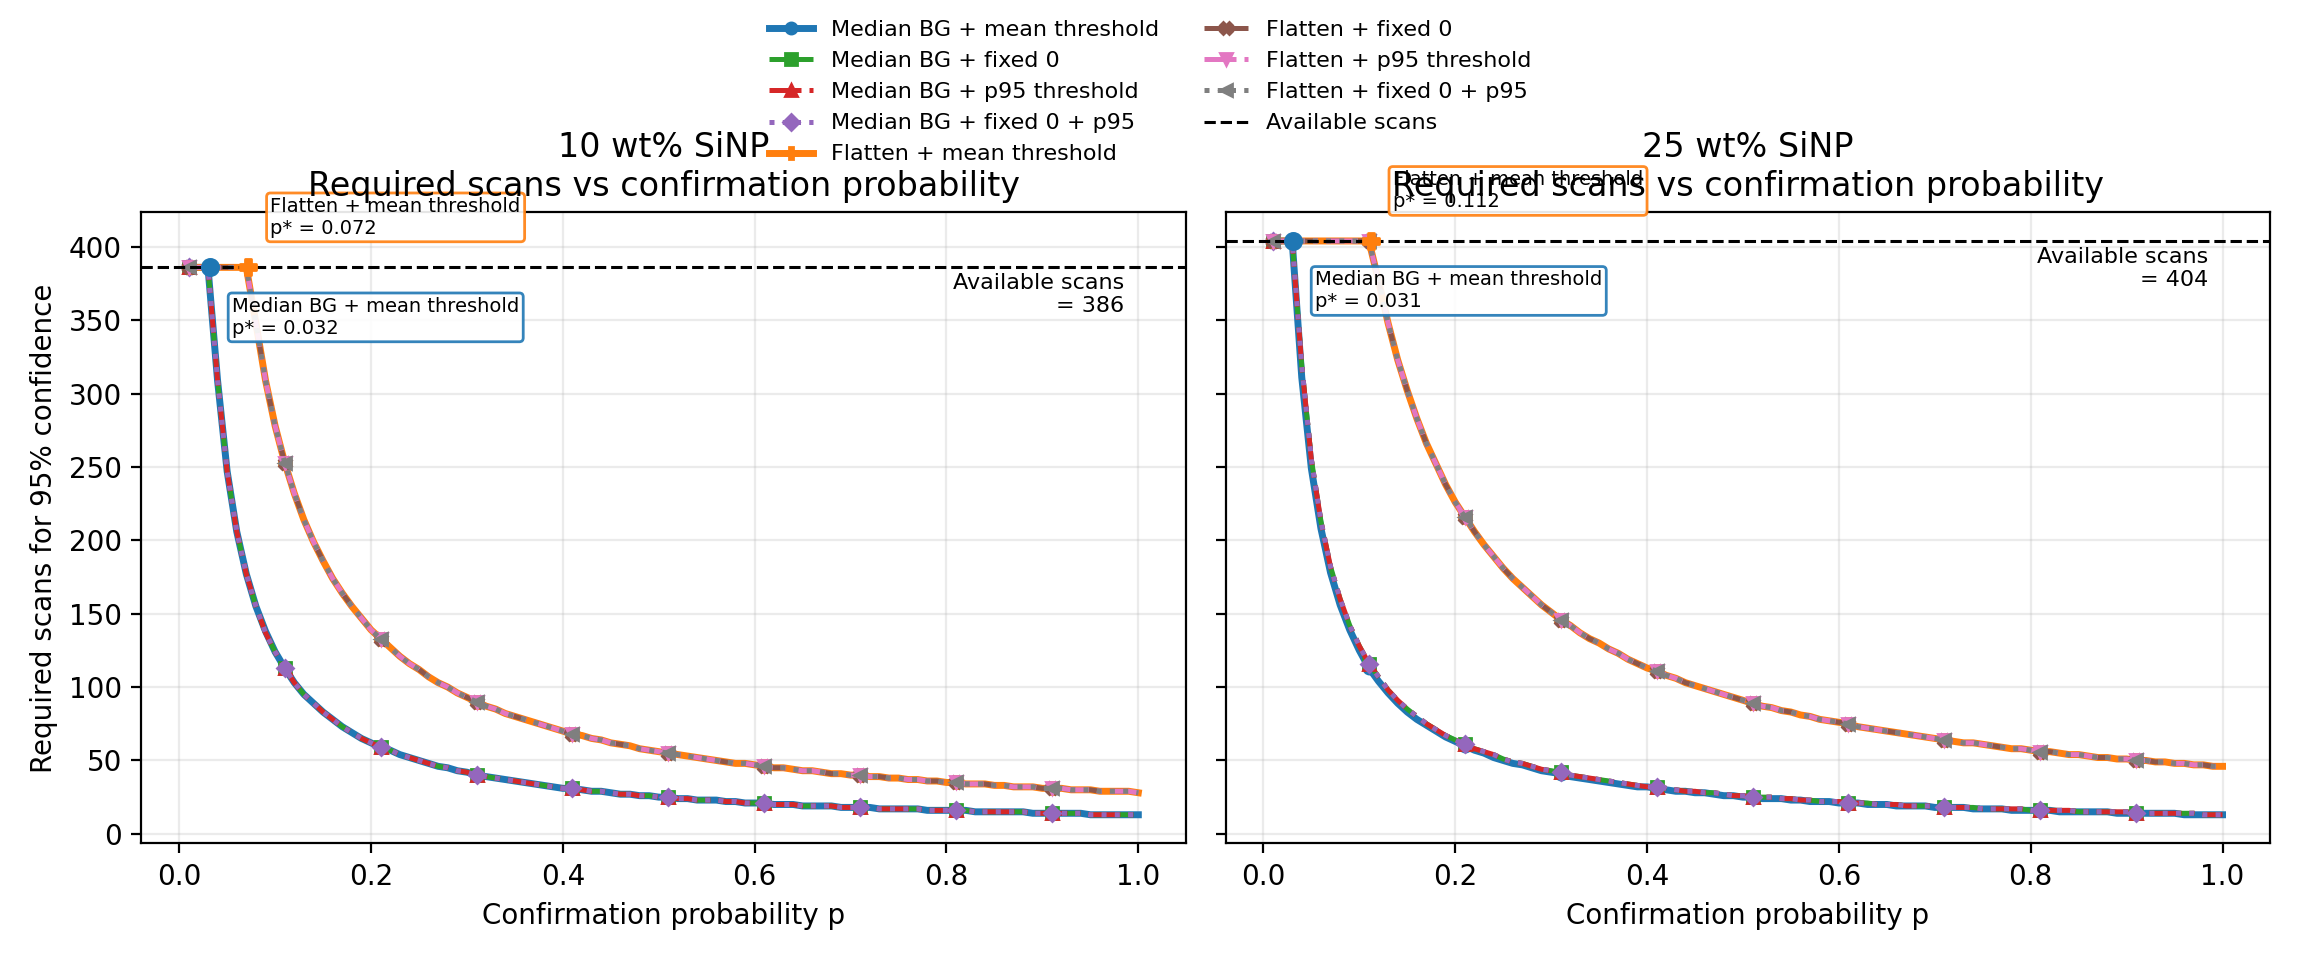 Median BG + mean threshold
Median BG + fixed 0
Median BG + p95 threshold
Median BG + fixed 0 + p95
Flatten + mean threshold
Flatten + fixed 0
Flatten + p95 threshold
Flatten + fixed 0 + p95
Available scans
10 wt% SiNP
Required scans vs confirmation probability
Flatten + mean threshold
p* = 0.072
Median BG + mean threshold
p* = 0.032
Available scans
= 386
Required scans for 95% confidence
400
350
300
250
200
150
100
50
0
0.0 0.2 0.4 0.6 0.8 1.0
Confirmation probability p
25 wt% SiNP
Required scans vs confirmation probability
Flatten + mean threshold
p* = 0.112
Median BG + mean threshold
p* = 0.031
Available scans
= 404
0.0 0.2 0.4 0.6 0.8 1.0
Confirmation probability p